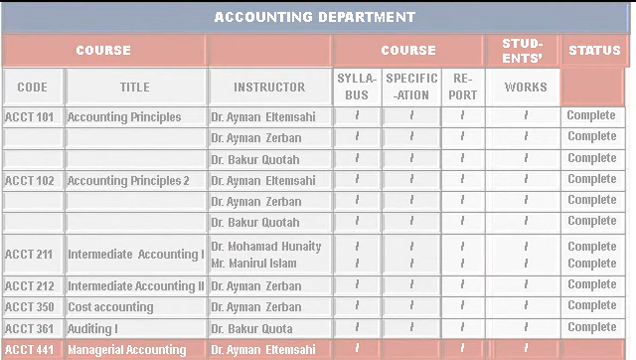 ACCOUNTING DEPARTMENT
COURSE COURSE STUD-ENTS' STATUS
CODE TITLE INSTRUCTOR SYLLA-BUS SPECIFIC-ATION RE-PORT WORKS
ACCT 101 Accounting Principles Dr. Ayman Eltemsahi / / / / Complete
Dr. Ayman Zerban / / / / Complete
Dr. Bakur Quotah / / / / Complete
ACCT 102 Accounting Principles 2 Dr. Ayman Eltemsahi / / / / Complete
Dr. Ayman Zerban / / / / Complete
Dr. Bakur Quotah / / / / Complete
ACCT 211 Intermediate Accounting I Dr. Mohamad Hunaity / / / / Complete
Mr. Manirul Islam / / / / Complete
ACCT 212 Intermediate Accounting II Dr. Ayman Zerban / / / / Complete
ACCT 350 Cost accounting Dr. Ayman Zerban / / / / Complete
ACCT 361 Auditing I Dr. Bakur Quota / / / / Complete
ACCT 441 Managerial Accounting Dr. Ayman Eltemsahi / / /